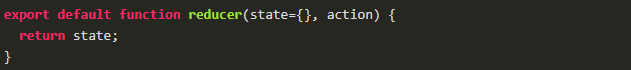 export default function reducer(state={}, action) {
  return state;
}